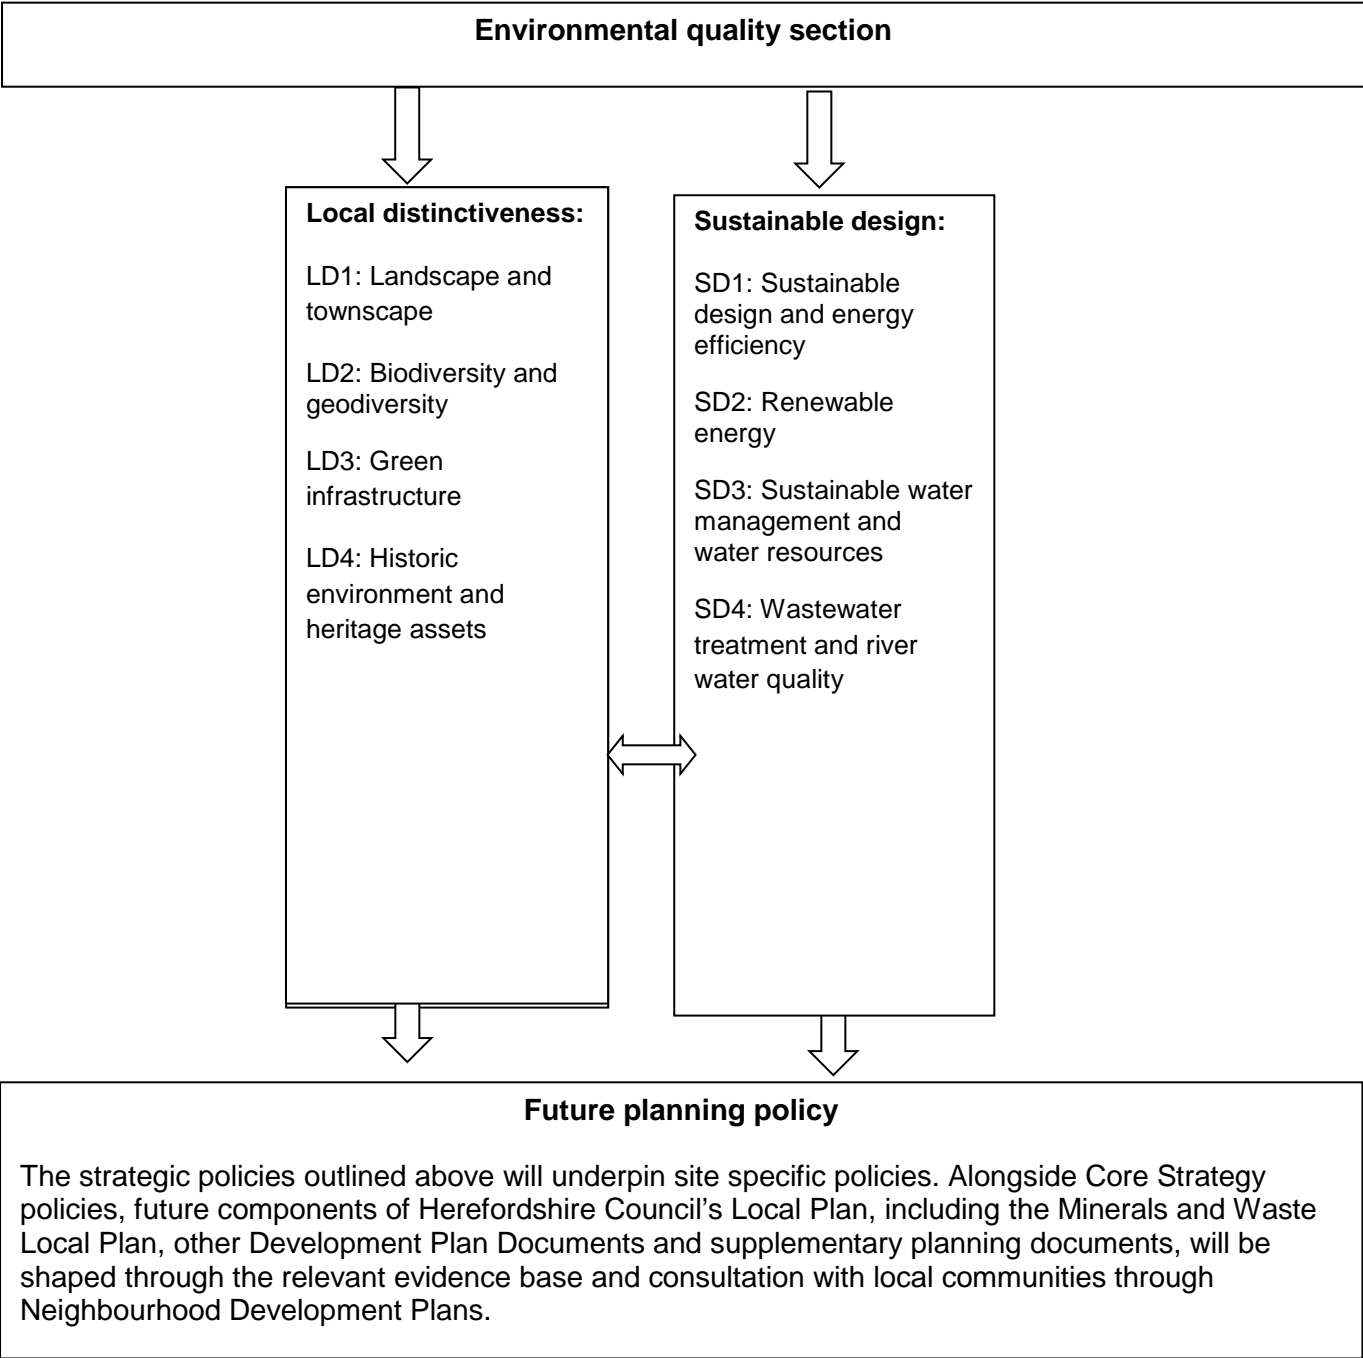 Environmental quality section
Local distinctiveness:
LD1: Landscape and
townscape
LD2: Biodiversity and
geodiversity
LD3: Green
infrastructure
LD4: Historic
environment and
heritage assets
Sustainable design:
SD1: Sustainable
design and energy
efficiency
SD2: Renewable
energy
SD3: Sustainable water
management and
water resources
SD4: Wastewater
treatment and river
water quality
Future planning policy
The strategic policies outlined above will underpin site specific policies. Alongside Core Strategy
policies, future components of Herefordshire Council’s Local Plan, including the Minerals and Waste
Local Plan, other Development Plan Documents and supplementary planning documents, will be
shaped through the relevant evidence base and consultation with local communities through
Neighbourhood Development Plans.